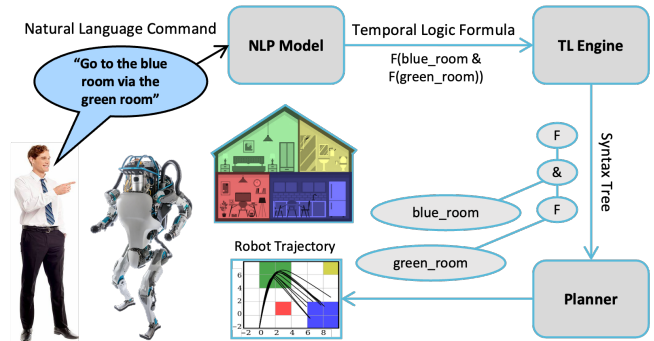 Natural Language Command
"Go to the blue
room via the
green room"
NLP Model
Temporal Logic Formula
F(blue_room &
F(green_room))
TL Engine
Syntax Tree
F
&
F
blue_room
green_room
Planner
Robot Trajectory
6
4
2
0
−2
−2 0 2 4 6 8